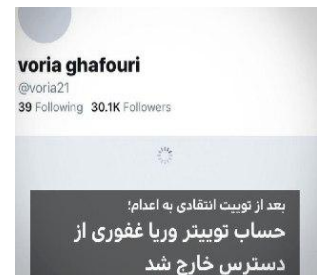 voria ghafouri
@voria21
39 Following 30.1K Followers
بعد از توییت انتقادی به اعدام؛
حساب توییتر وریا غفوری از
دسترس خارج شد